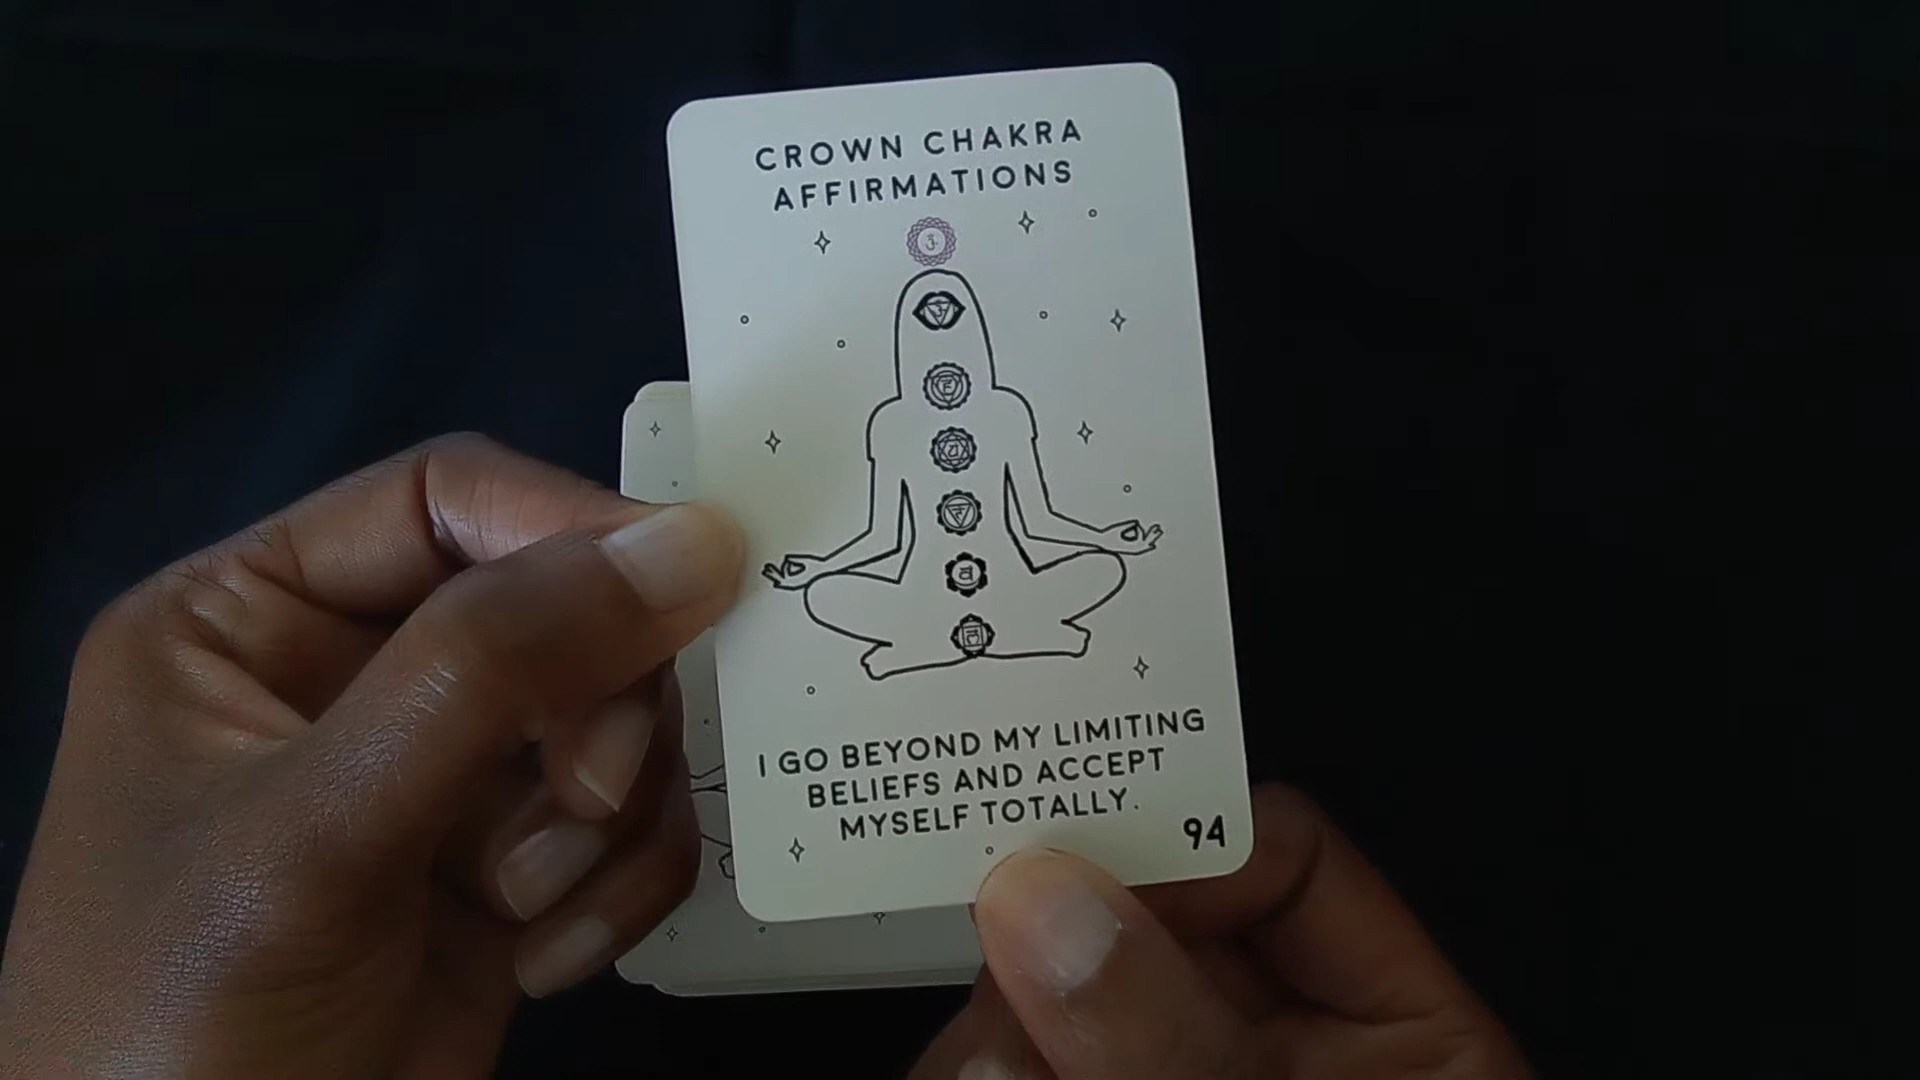 CROWN CHAKRA
AFFIRMATIONS
I GO BEYOND MY LIMITING
BELIEFS AND ACCEPT
MYSELF TOTALLY.
94